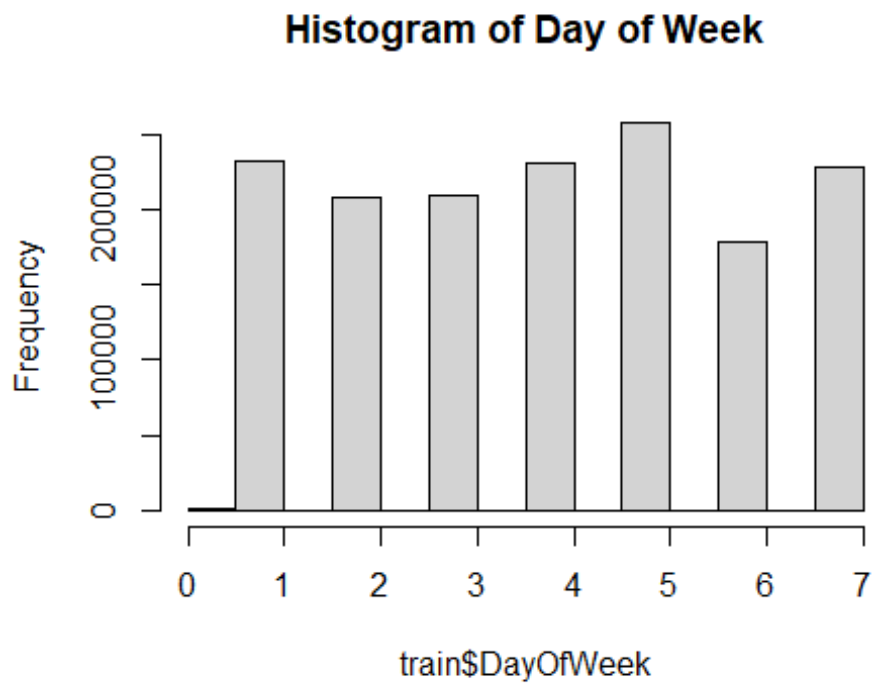 Histogram of Day of Week
Frequency
200000
100000
0
0 1 2 3 4 5 6 7
train$DayOfWeek